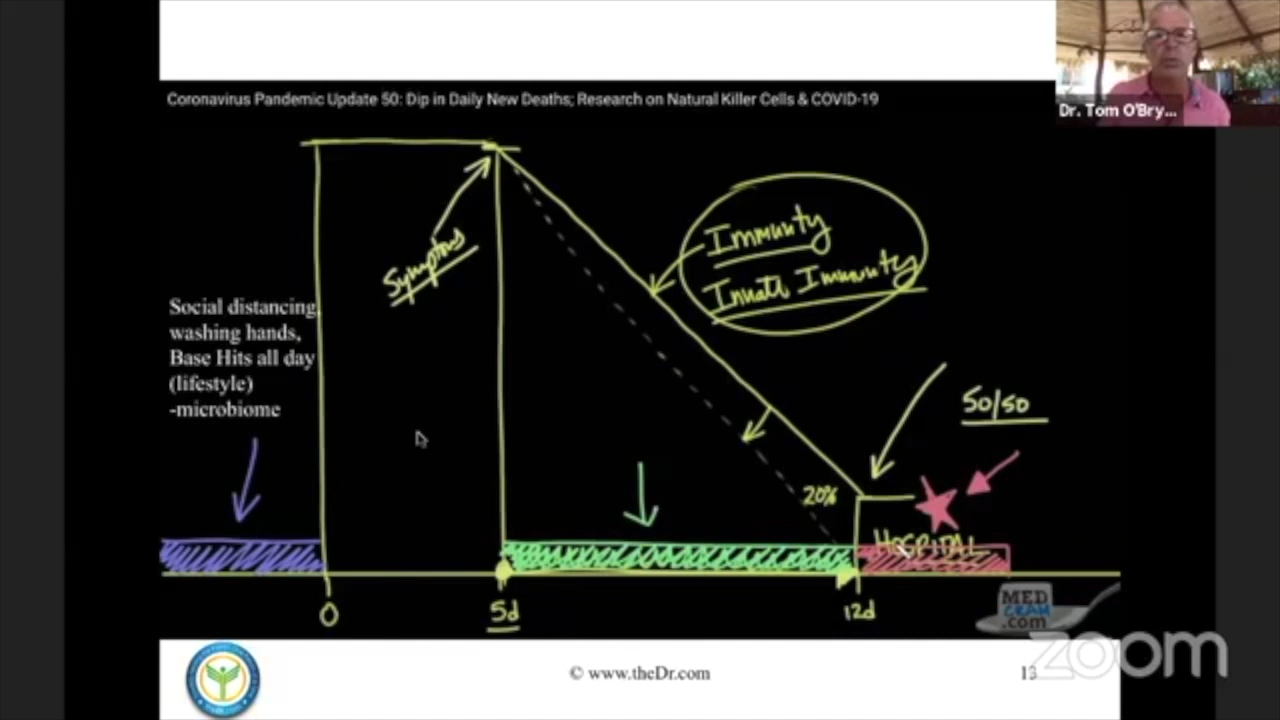 Coronavirus Pandemic Update 50: Dip in Daily New Deaths; Research on Natural Killer Cells & COVID-19
Dr. Tom O'Bry...
Symptoms
Immunity
Innate Immunity
Social distancing,
washing hands,
Base Hits all day
(lifestyle)
-microbiome
50/50
20%
HOSPITAL
0
5d
12d
MED
CRAM
.com
zoom
© www.theDr.com
13